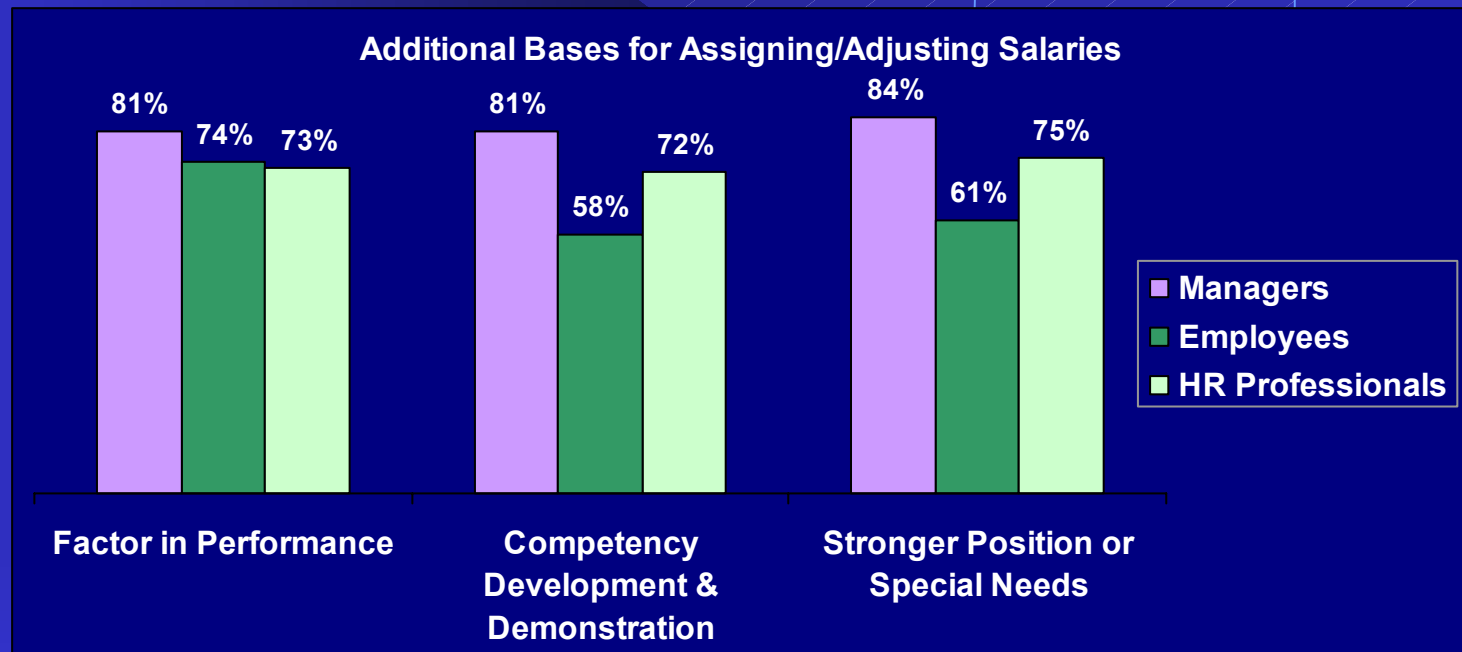 Additional Bases for Assigning/Adjusting Salaries
81%
74%
73%
81%
58%
72%
84%
61%
75%
Managers
Employees
HR Professionals
Factor in Performance
Competency
Development &
Demonstration
Stronger Position or
Special Needs